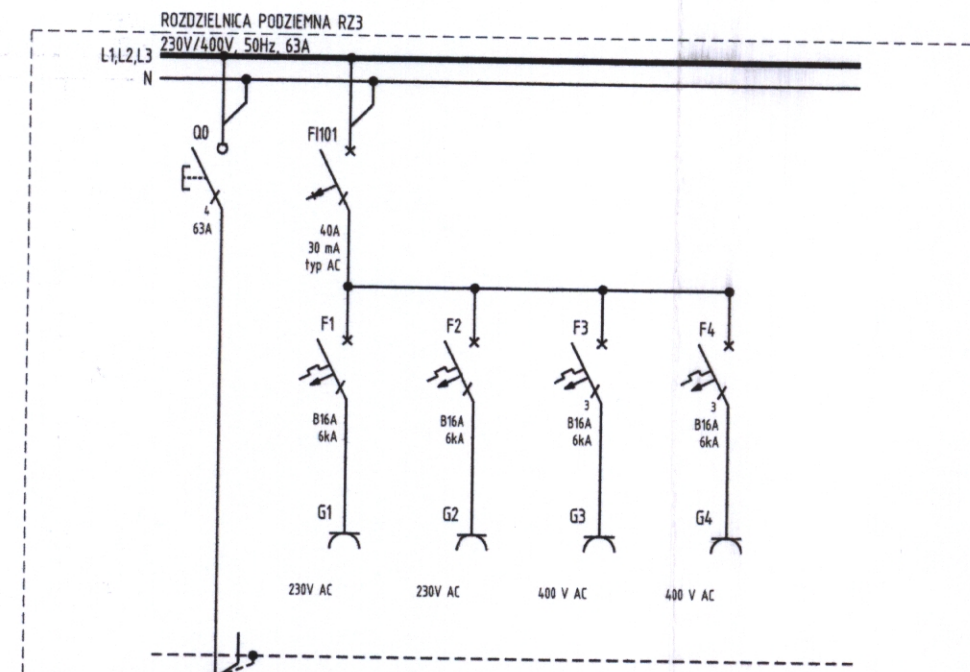 ROZDZIELNICA PODZIEMNA RZ3
230V/400V, 50Hz, 63A
L1,L2,L3
N
Q0
FI101
4
63A
40A
30 mA
typ AC
F1
F2
F3
F4
3
3
B16A
6kA
B16A
6kA
B16A
6kA
B16A
6kA
G1
G2
G3
G4
230V AC
230V AC
400 V AC
400 V AC